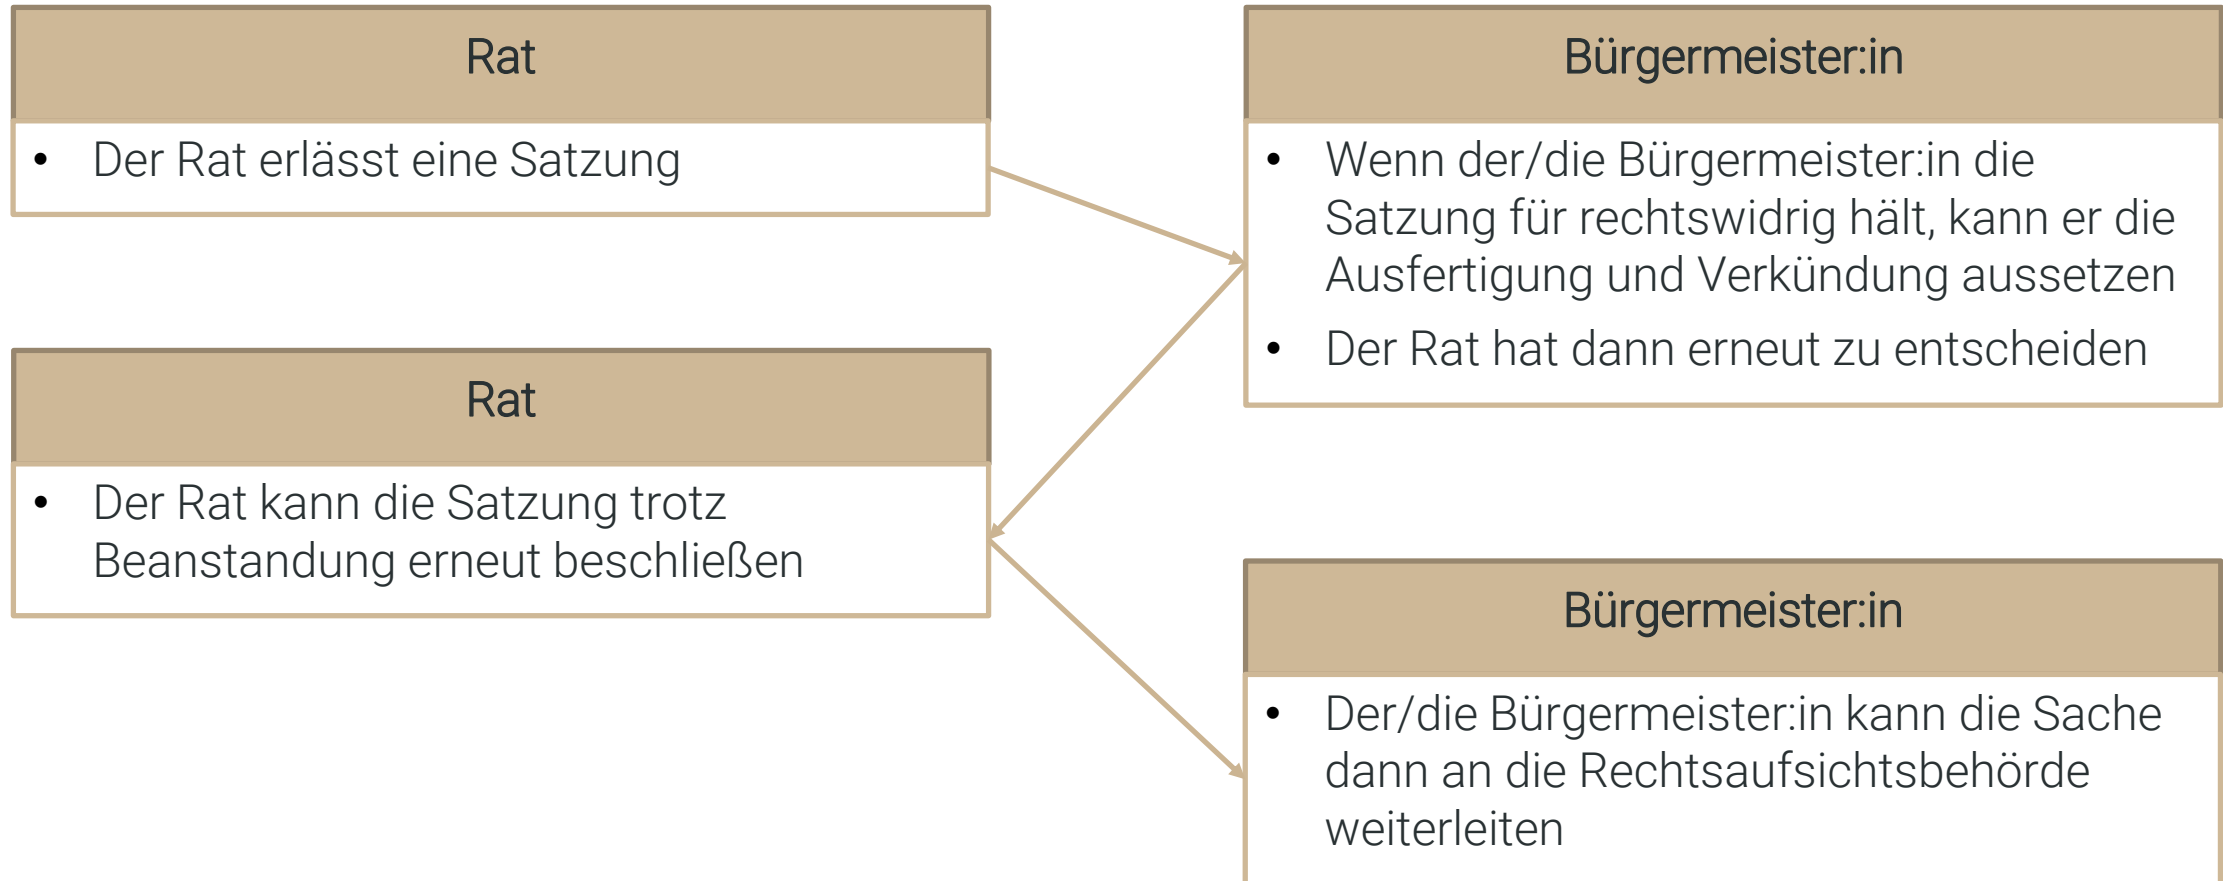 Rat
• Der Rat erlässt eine Satzung
Bürgermeister:in
• Wenn der/die Bürgermeister:in die
Satzung für rechtswidrig hält, kann er die
Ausfertigung und Verkündung aussetzen
• Der Rat hat dann erneut zu entscheiden
Rat
• Der Rat kann die Satzung trotz
Beanstandung erneut beschließen
Bürgermeister:in
• Der/die Bürgermeister:in kann die Sache
dann an die Rechtsaufsichtsbehörde
weiterleiten